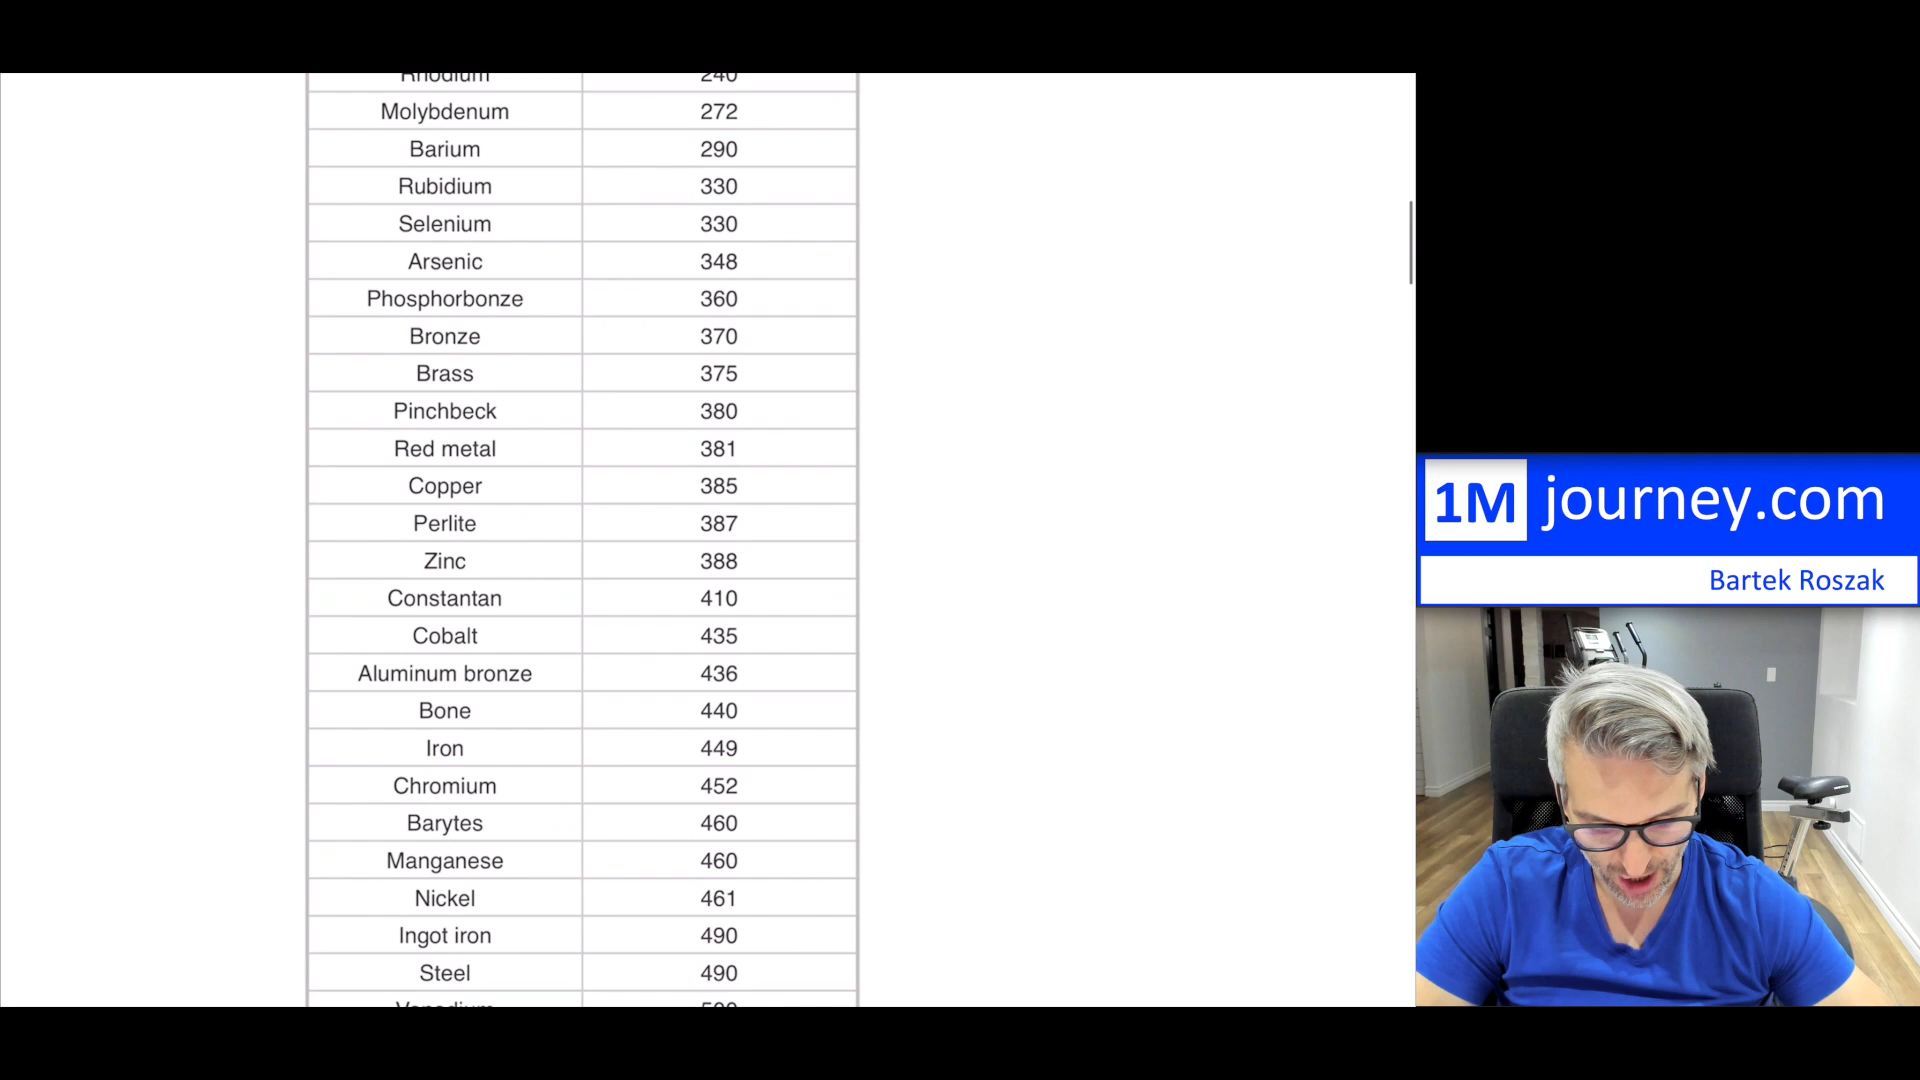 Rhodium 240
Molybdenum 272
Barium 290
Rubidium 330
Selenium 330
Arsenic 348
Phosphorbonze 360
Bronze 370
Brass 375
Pinchbeck 380
Red metal 381
Copper 385
Perlite 387
Zinc 388
Constantan 410
Cobalt 435
Aluminum bronze 436
Bone 440
Iron 449
Chromium 452
Barytes 460
Manganese 460
Nickel 461
Ingot iron 490
Steel 490
1M journey.com
Bartek Roszak